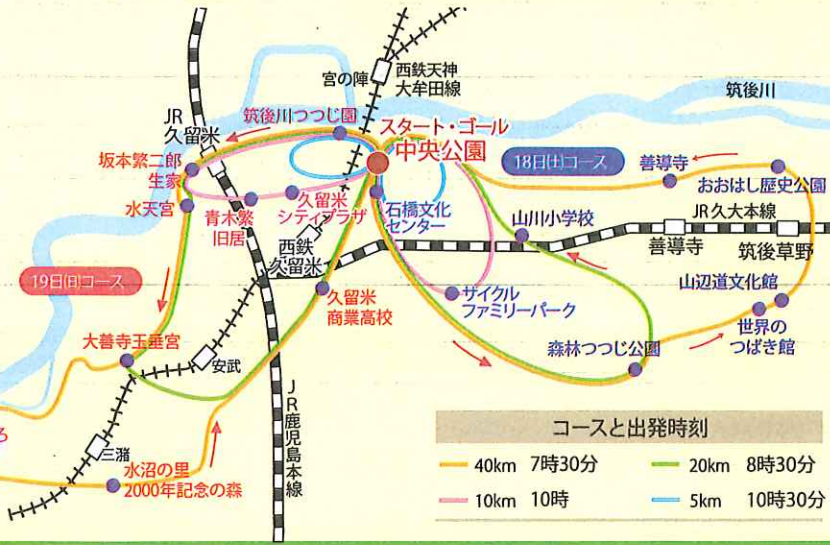 西鉄天神
大牟田線
宮の陣
筑後川
JR
久留米
筑後川つつじ園
スタート・ゴール
中央公園
18日(土)コース
善導寺
おおはし歴史公園
坂本繁二郎
生家
水天宮
青木繁
旧居
久留米
シティプラザ
石橋文化
センター
山川小学校
JR久大本線
善導寺
筑後草野
西鉄
久留米
19日(日)コース
久留米
商業高校
サイクル
ファミリーパーク
山辺道文化館
世界の
つばき館
森林つつじ公園
大善寺玉垂宮
安武
JR鹿児島本線
三潴
水沼の里
2000年記念の森
ろ
コースと出発時刻
40km 7時30分
20km 8時30分
10km 10時
5km 10時30分